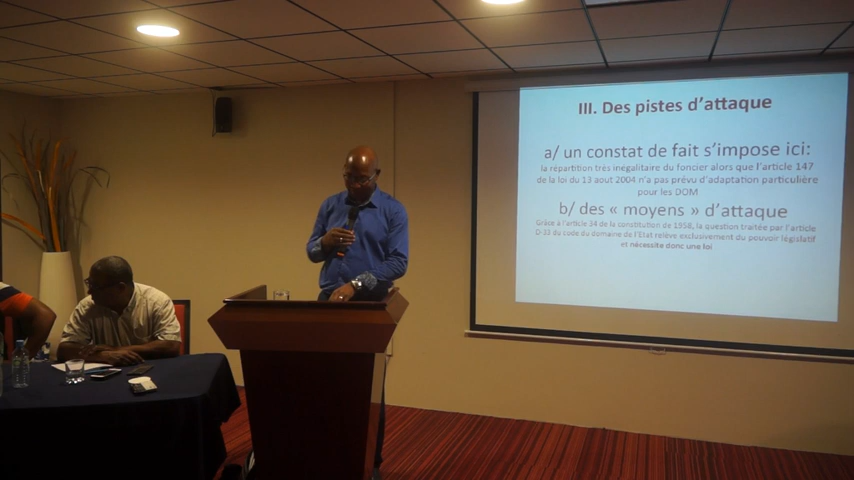 III. Des pistes d'attaque
a/ un constat de fait s'impose ici:
la répartition très inégalitaire du foncier alors que l'article 147
de la loi du 13 aout 2004 n'a pas prévu d'adaptation particulière
pour les DOM
b/ des « moyens » d'attaque
Grâce à l'article 34 de la constitution de 1958, la question traitée par l'article
D-33 du code du domaine de l'Etat relève exclusivement du pouvoir législatif
et nécessite donc une loi